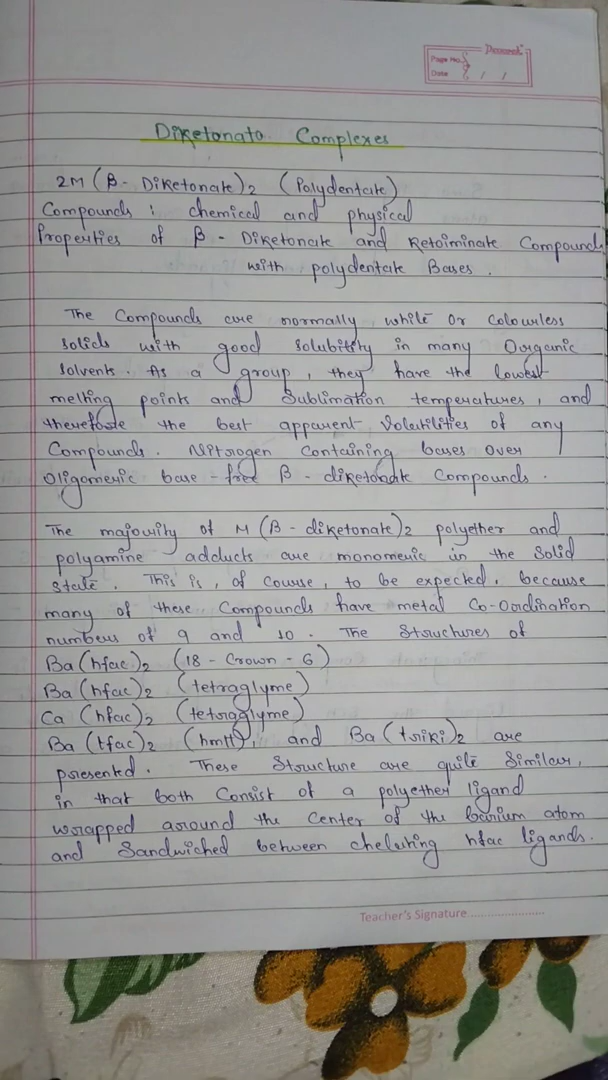 Page No.
Date / /
Diketonato Complexes
2M (β - Diketonate)2 (Polydentate)
Compounds : chemical and physical
Properties of β - Diketonate and Ketoiminate Compounds
with polydentate Bases .
The Compounds are normally while or Colourless
solids with good solubility in many Organic
solvents . As a group , they have the lowest
melting points and Sublimation temperatures , and
therefore the best apparent Volatilities of any
Compounds . Nitrogen Containing bases Over
Oligomeric base - free β - diketonate Compounds .
The majority of M (β - diketonate)2 polyether and
polyamine adducts are monomeric in the Solid
State . This is , of Course , to be expected , because
many of these Compounds have metal Co-Ordination
numbers of 9 and 10 . The Structures of
Ba (hfac)2 (18 - Crown - 6)
Ba (hfac)2 (tetraglyme)
Ca (hfac)2 (tetraglyme)
Ba (tfac)2 and Ba (triki)2 are
presented . These Structure are quite Similar ,
in that both Consist of a polyether ligand
wrapped around the Center of the barium atom
and Sandwiched between chelating hfac ligands .
Teacher's Signature ......................